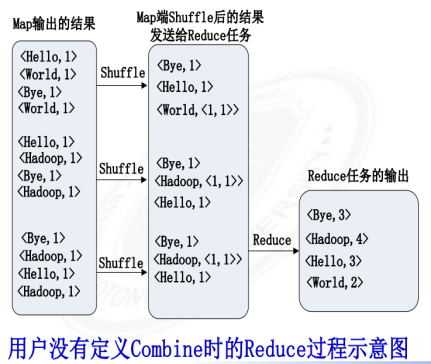 Map输出的结果
Map端Shuffle后的结果
发送给Reduce任务
<Hello,1>
<World,1>
<Bye,1>
<World,1>
<Hello,1>
<Hadoop,1>
<Bye,1>
<Hadoop,1>
<Bye,1>
<Hadoop,1>
<Hello,1>
<Hadoop,1>
Shuffle
Shuffle
Shuffle
<Bye,1>
<Hello,1>
<World,<1,1>>
<Bye,1>
<Hadoop,<1,1>>
<Hello,1>
<Bye,1>
<Hadoop,<1,1>>
<Hello,1>
Reduce
Reduce任务的输出
<Bye,3>
<Hadoop,4>
<Hello,3>
<World,2>
用户没有定义Combine时的Reduce过程示意图